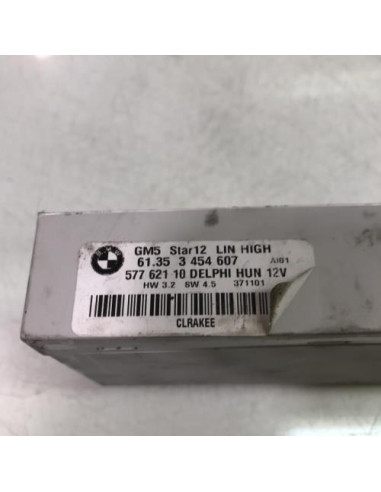 BMW
GM5 Star12 LIN HIGH
61.35 3 454 607 AI01
577 621 10 DELPHI HUN 12V
HW 3.2 SW 4.5 371101
CLRAKEE